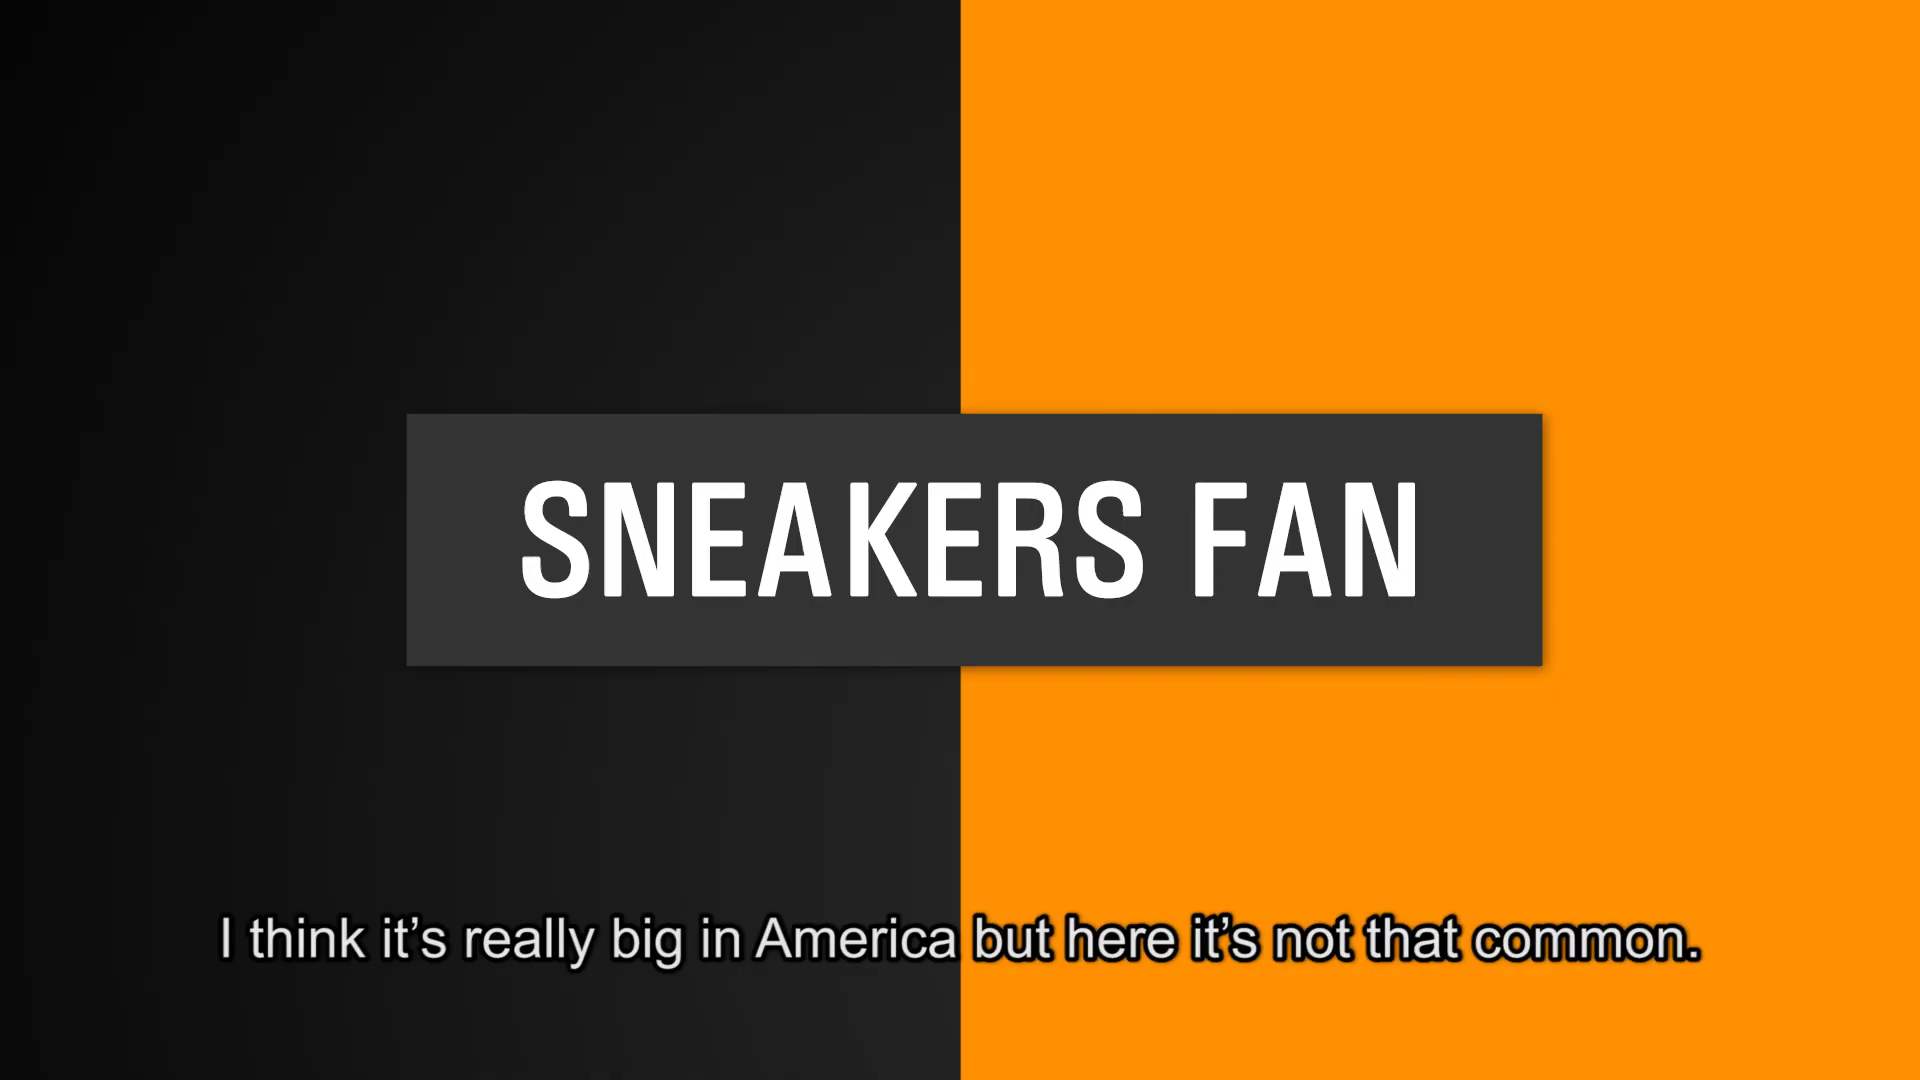 SNEAKERS FAN
I think it’s really big in America but here it’s not that common.